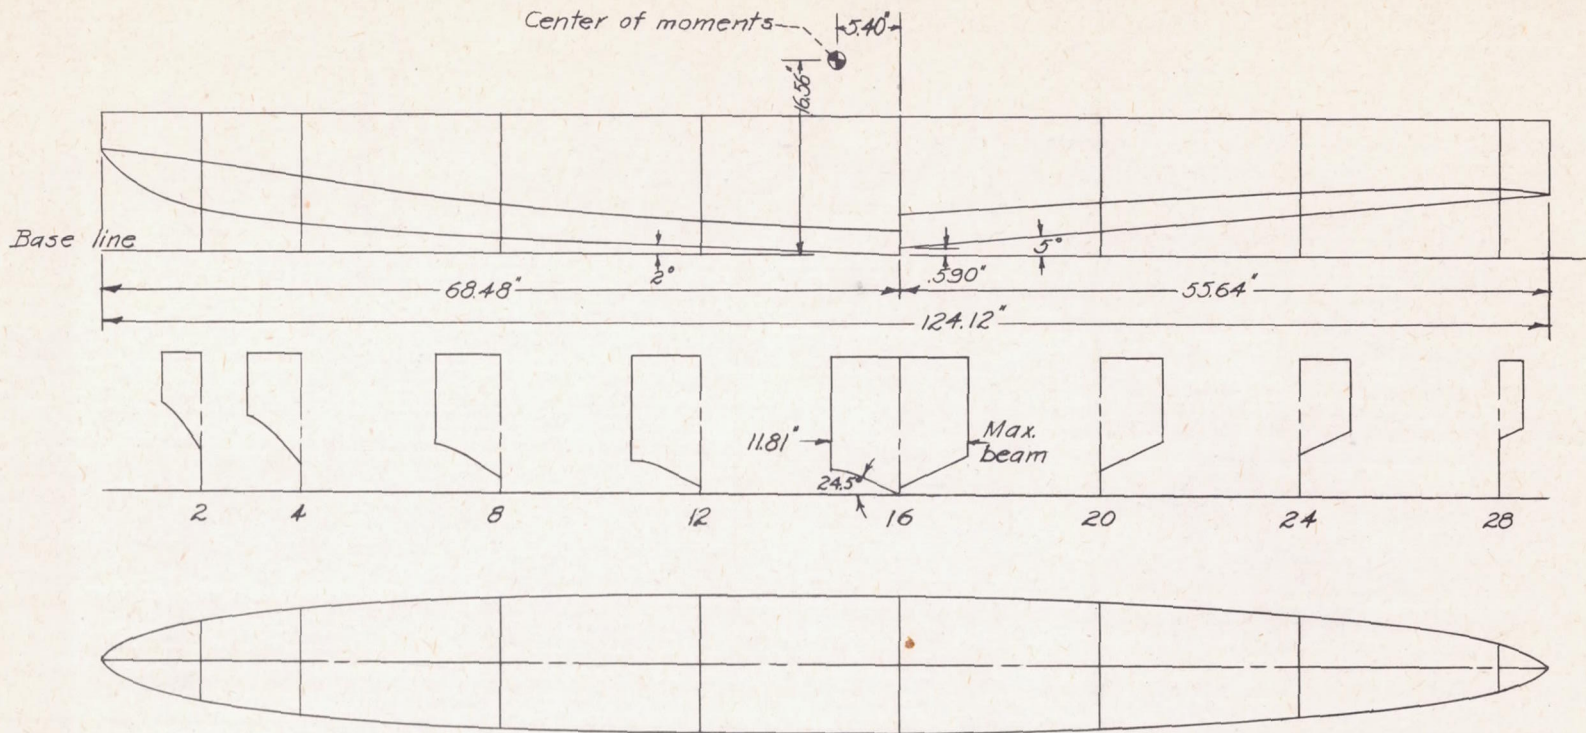 Center of moments
5.40"
16.56"
Base line
2°
.590"
5°
68.48"
55.64"
124.12"
11.81"
Max.
beam
24.5°
2 4 8 12 16 20 24 28